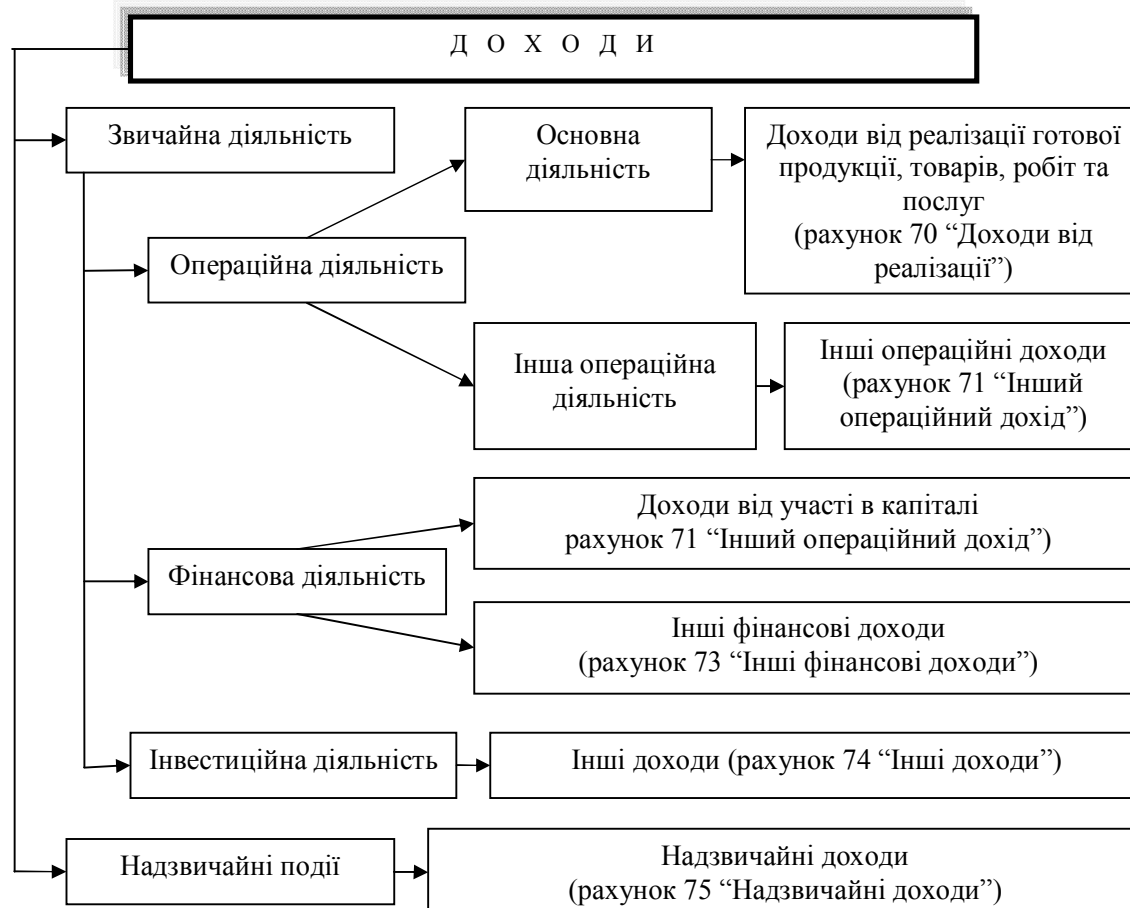 Д О Х О Д И
Звичайна діяльність
Основна
діяльність
Доходи від реалізації готової
продукції, товарів, робіт та
послуг
(рахунок 70 “Доходи від
реалізації”)
Операційна діяльність
Інша операційна
діяльність
Інші операційні доходи
(рахунок 71 “Інший
операційний дохід”)
Доходи від участі в капіталі
рахунок 71 “Інший операційний дохід”)
Фінансова діяльність
Інші фінансові доходи
(рахунок 73 “Інші фінансові доходи”)
Інвестиційна діяльність
Інші доходи (рахунок 74 “Інші доходи”)
Надзвичайні події
Надзвичайні доходи
(рахунок 75 “Надзвичайні доходи”)